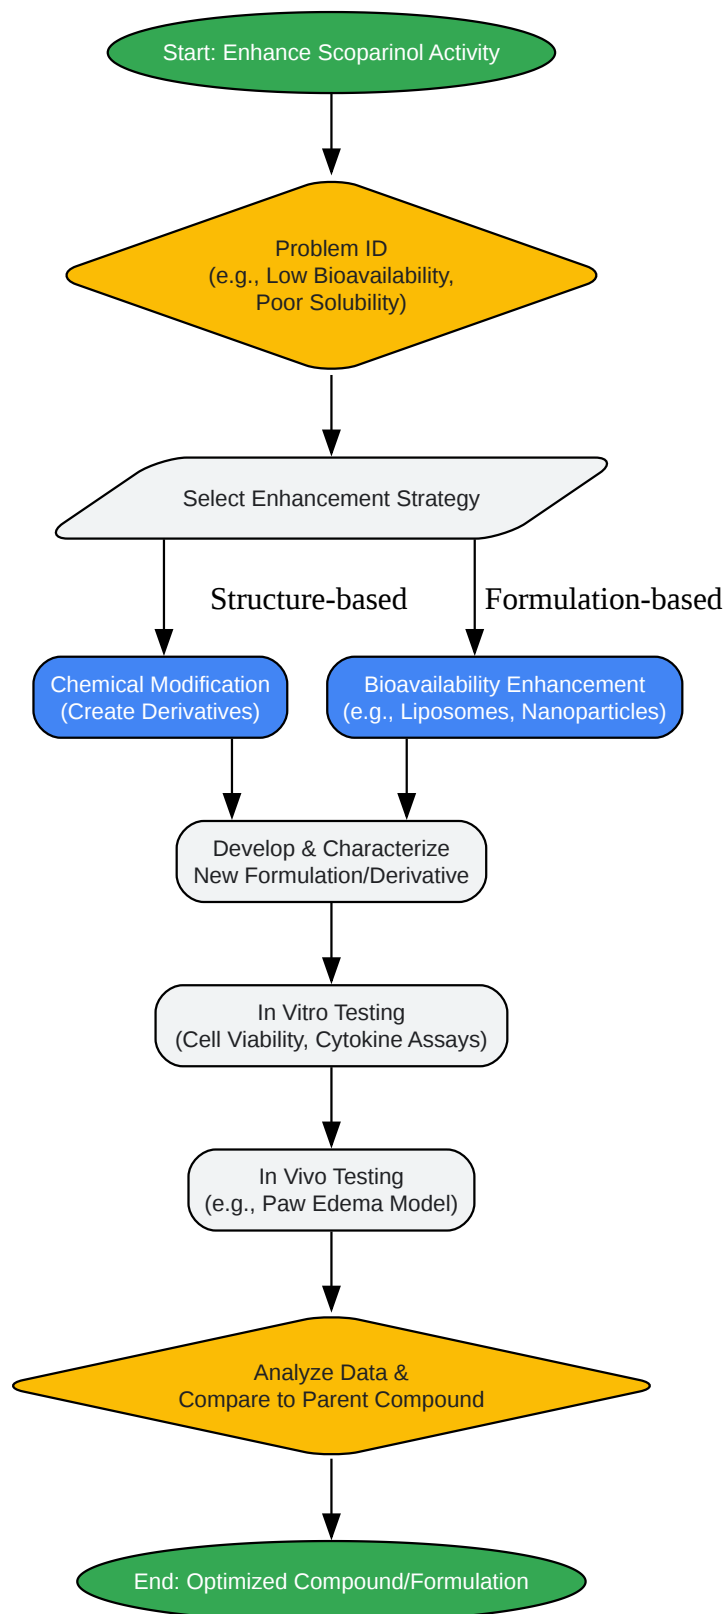 Start: Enhance Scoparinol Activity
Problem ID
(e.g., Low Bioavailability,
Poor Solubility)
Select Enhancement Strategy
Structure-based
Formulation-based
Chemical Modification
(Create Derivatives)
Bioavailability Enhancement
(e.g., Liposomes, Nanoparticles)
Develop & Characterize
New Formulation/Derivative
In Vitro Testing
(Cell Viability, Cytokine Assays)
In Vivo Testing
(e.g., Paw Edema Model)
Analyze Data &
Compare to Parent Compound
End: Optimized Compound/Formulation